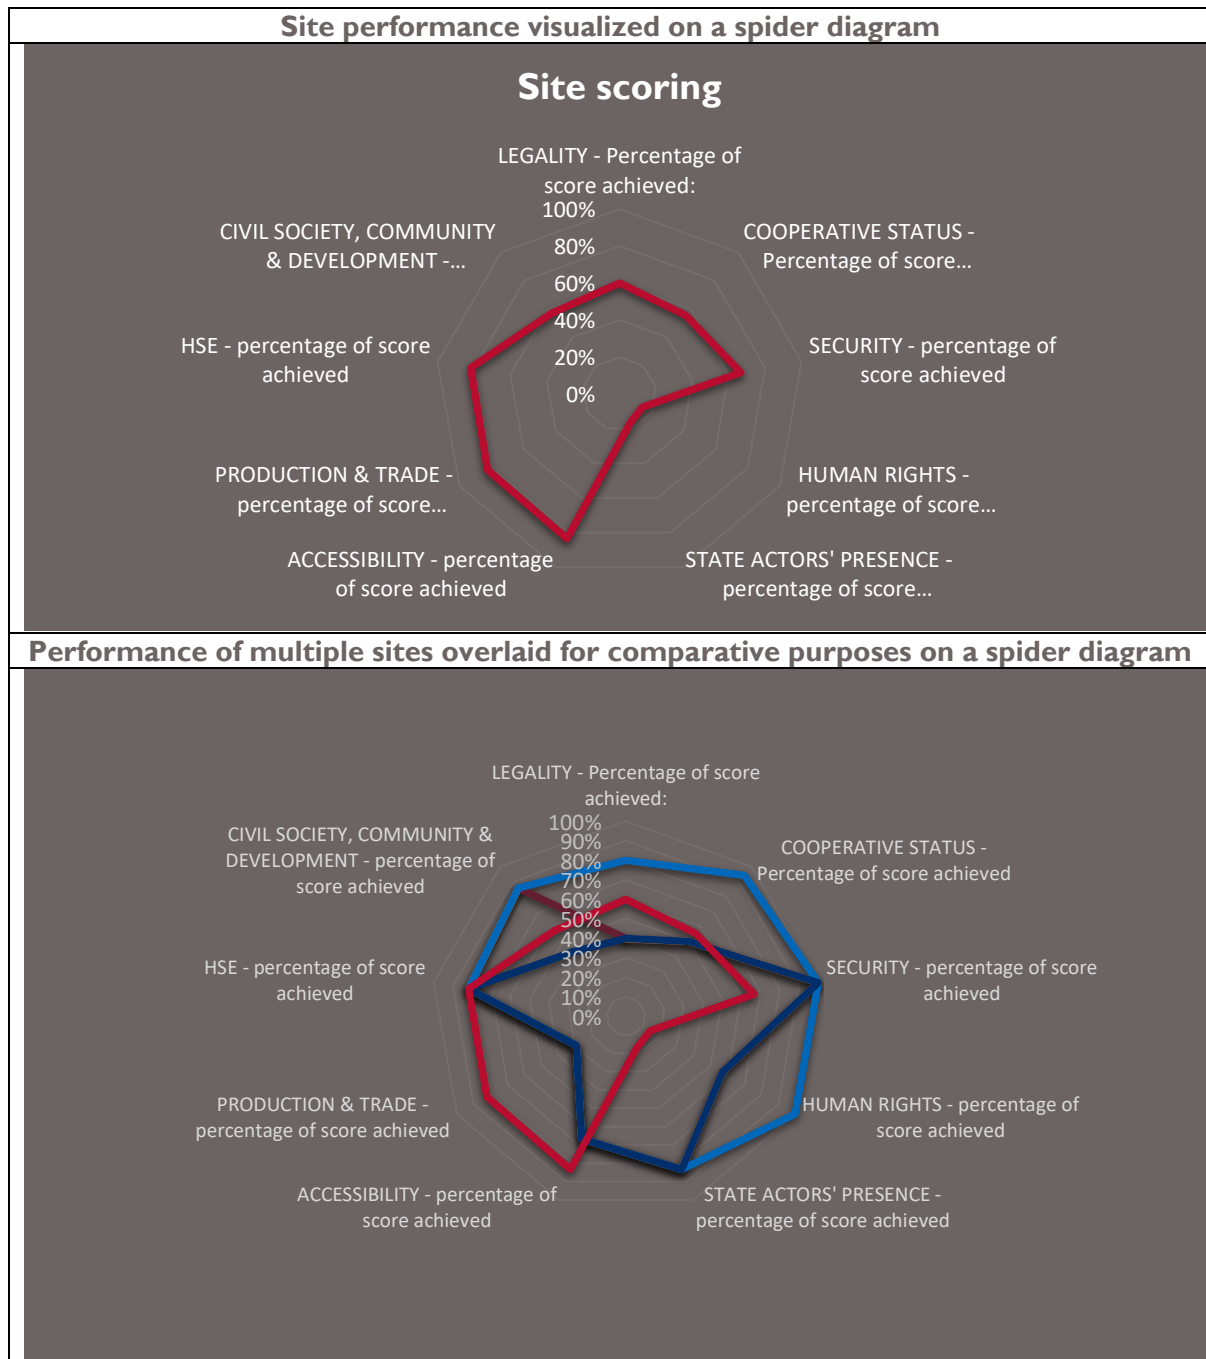 Site performance visualized on a spider diagram
Site scoring
LEGALITY - Percentage of
score achieved:
100%
80%
60%
40%
20%
0%
COOPERATIVE STATUS -
Percentage of score...
SECURITY - percentage of
score achieved
HUMAN RIGHTS -
percentage of score...
STATE ACTORS' PRESENCE -
percentage of score...
ACCESSIBILITY - percentage
of score achieved
PRODUCTION & TRADE -
percentage of score...
HSE - percentage of score
achieved
CIVIL SOCIETY, COMMUNITY
& DEVELOPMENT -...
Performance of multiple sites overlaid for comparative purposes on a spider diagram
LEGALITY - Percentage of score
achieved:
100%
90%
80%
70%
60%
50%
40%
30%
20%
10%
0%
COOPERATIVE STATUS -
Percentage of score achieved
SECURITY - percentage of score
achieved
HUMAN RIGHTS - percentage of
score achieved
STATE ACTORS' PRESENCE -
percentage of score achieved
ACCESSIBILITY - percentage of
score achieved
PRODUCTION & TRADE -
percentage of score achieved
HSE - percentage of score
achieved
CIVIL SOCIETY, COMMUNITY &
DEVELOPMENT - percentage of
score achieved